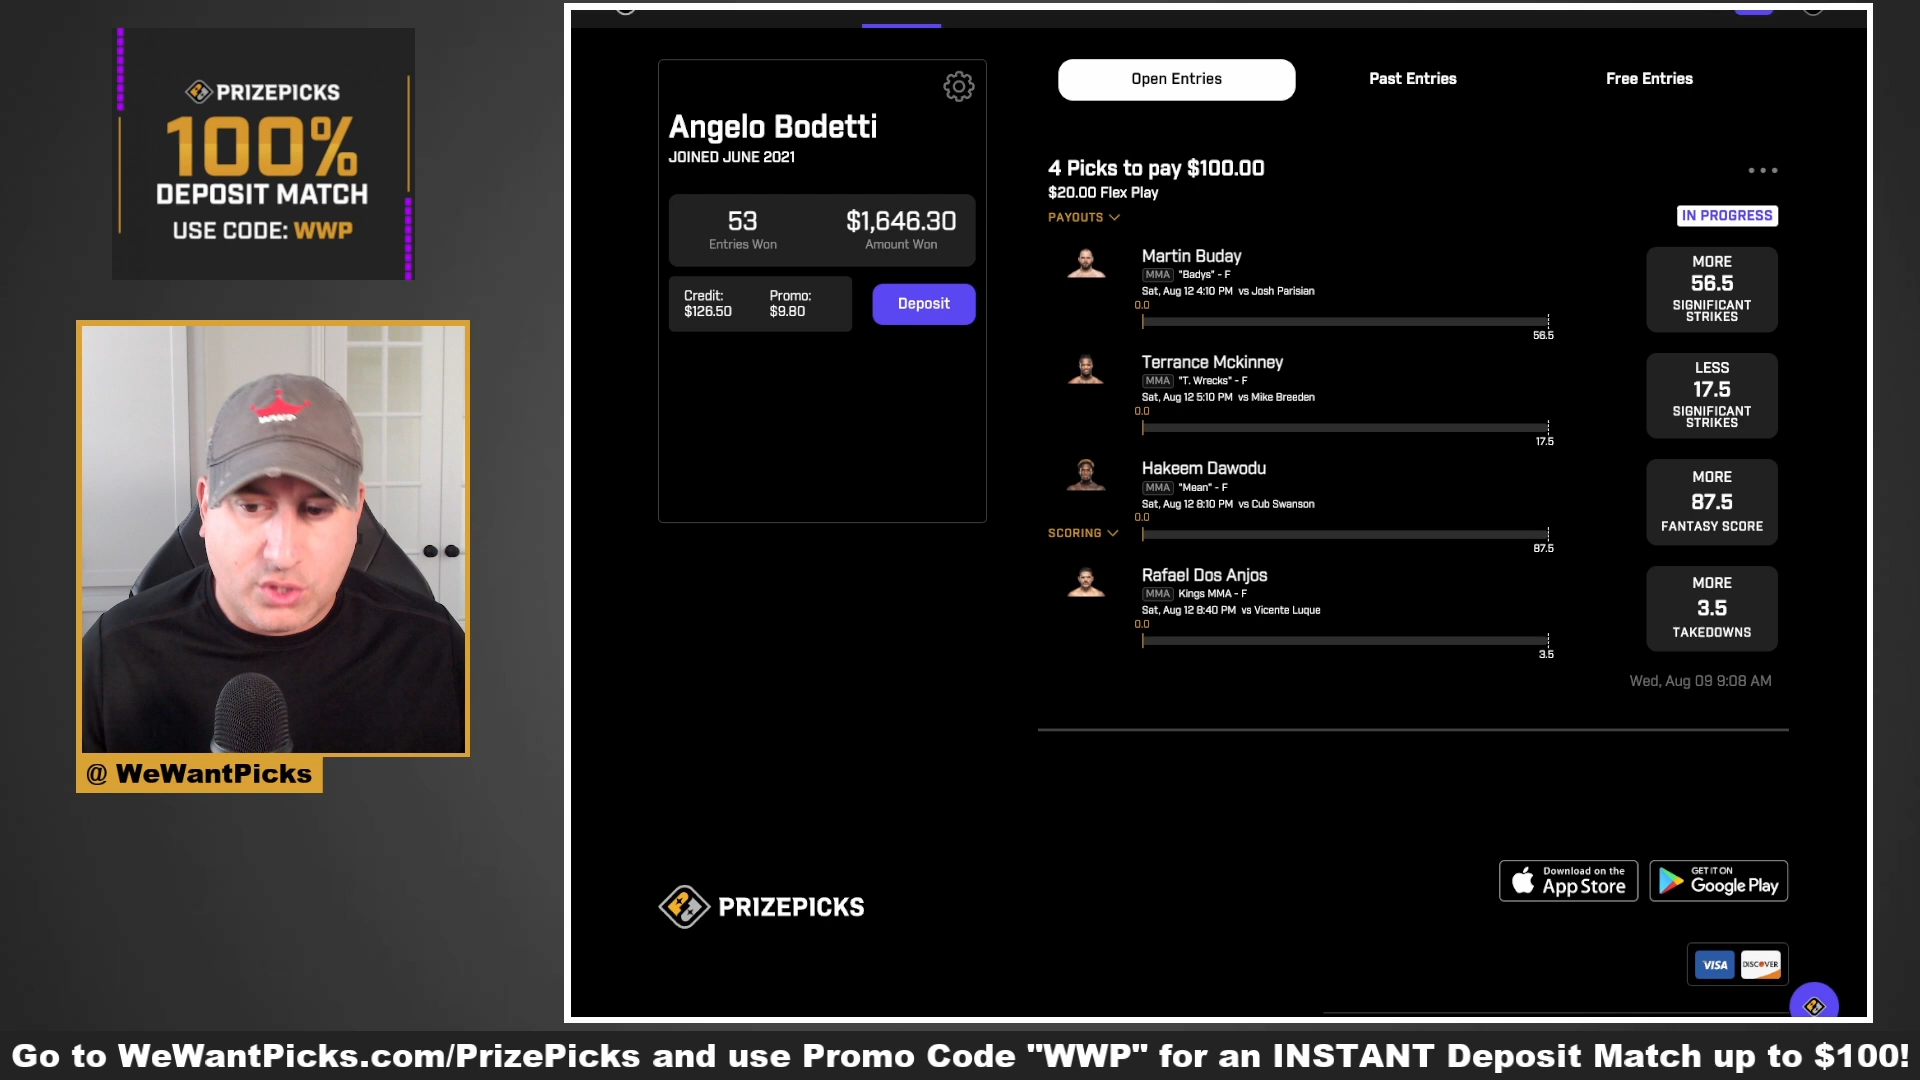 PRIZEPICKS
100%
DEPOSIT MATCH
USE CODE: WWP
WWP
@ WeWantPicks
Angelo Bodetti
JOINED JUNE 2021
53
Entries Won
$1,646.30
Amount Won
Credit:
$126.50
Promo:
$9.80
Deposit
Open Entries
Past Entries
Free Entries
4 Picks to pay $100.00
$20.00 Flex Play
PAYOUTS
IN PROGRESS
Martin Buday
MMA "Badys" - F
Sat, Aug 12 4:10 PM vs Josh Parisian
0.0
56.5
MORE
56.5
SIGNIFICANT
STRIKES
Terrance Mckinney
MMA "T. Wrecks" - F
Sat, Aug 12 5:10 PM vs Mike Breeden
0.0
17.5
LESS
17.5
SIGNIFICANT
STRIKES
Hakeem Dawodu
MMA "Mean" - F
Sat, Aug 12 8:10 PM vs Cub Swanson
0.0
SCORING
87.5
MORE
87.5
FANTASY SCORE
Rafael Dos Anjos
MMA Kings MMA - F
Sat, Aug 12 8:40 PM vs Vicente Luque
0.0
3.5
MORE
3.5
TAKEDOWNS
Wed, Aug 09 9:08 AM
PRIZEPICKS
Download on the
App Store
GET IT ON
Google Play
VISA
DISCOVER
Go to WeWantPicks.com/PrizePicks and use Promo Code "WWP" for an INSTANT Deposit Match up to $100!